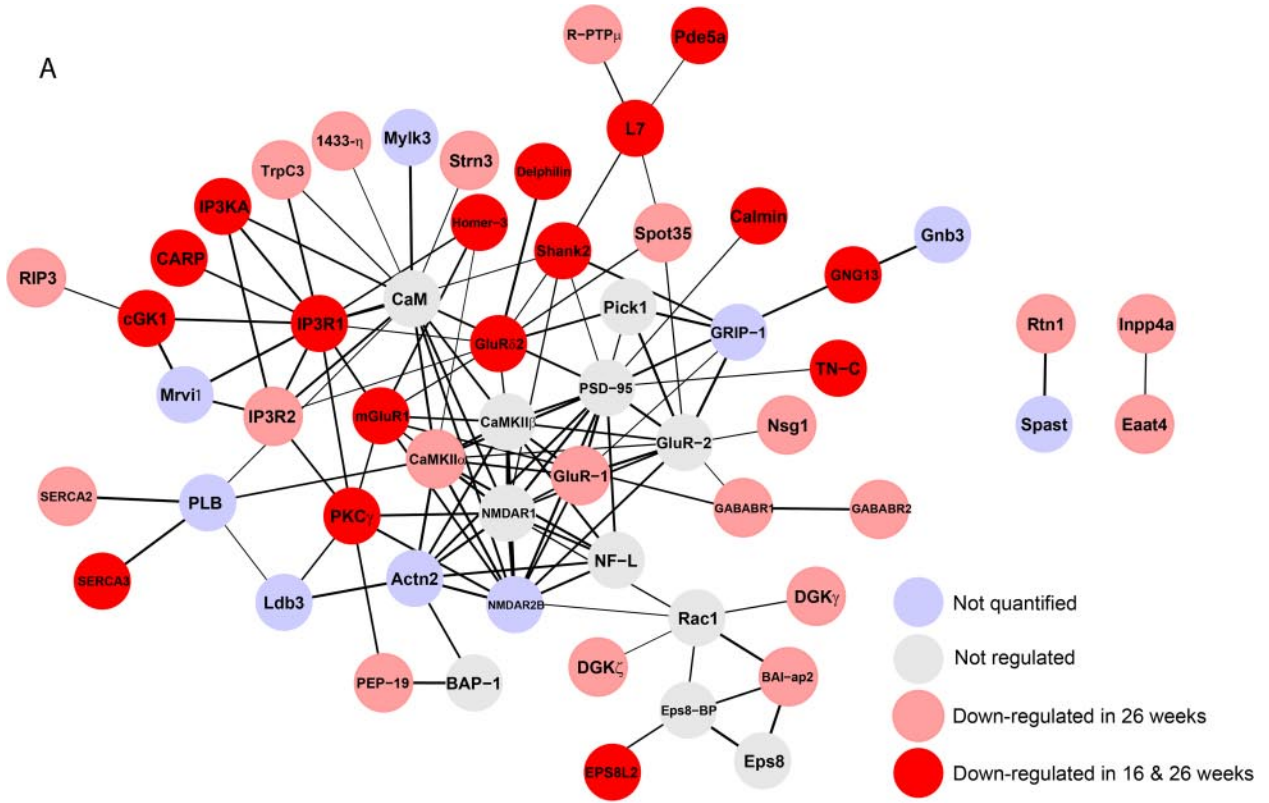 A
R-PTPμ
Pde5a
1433-η
Mylk3
L7
TrpC3
Strn3
Delphilin
IP3KA
Homer-3
Shank2
Spot35
Calmin
Gnb3
CARP
RIP3
cGK1
IP3R1
CaM
Pick1
GNG13
GRIP-1
GluRδ2
Rtn1
Inpp4a
Mrvi1
IP3R2
mGluR1
CaMKIIβ
PSD-95
TN-C
GluR-2
Nsg1
Spast
Eaat4
CaMKIIα
GluR-1
SERCA2
PLB
PKCγ
NMDAR1
GABABR1
GABABR2
NF-L
SERCA3
Ldb3
Actn2
NMDAR2B
Rac1
DGKγ
DGKζ
BAI-ap2
PEP-19
BAP-1
Eps8-BP
Eps8
EPS8L2
Not quantified
Not regulated
Down-regulated in 26 weeks
Down-regulated in 16 & 26 weeks